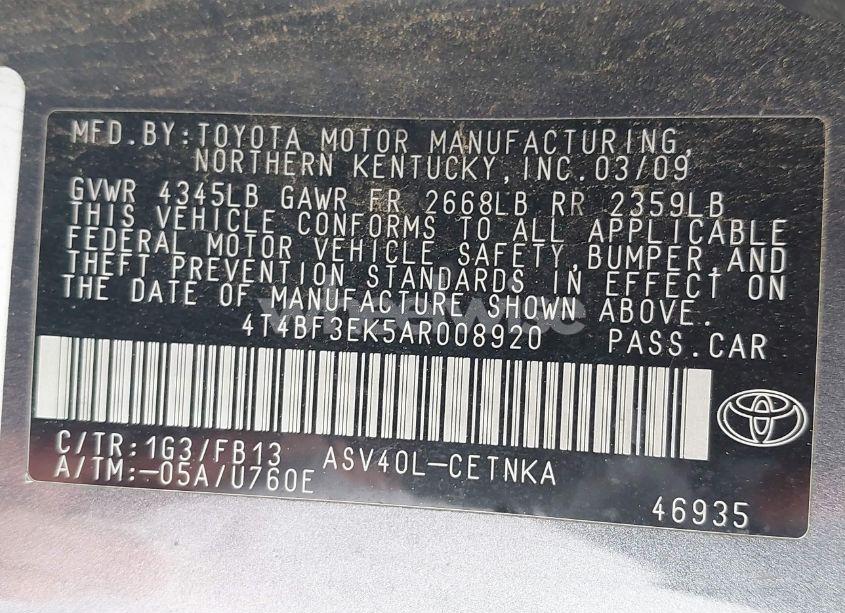 MFD. BY: TOYOTA MOTOR MANUFACTURING,
NORTHERN KENTUCKY, INC. 03/09
GVWR 4345LB GAWR FR 2668LB RR 2359LB
THIS VEHICLE CONFORMS TO ALL APPLICABLE
FEDERAL MOTOR VEHICLE SAFETY, BUMPER, AND
THEFT PREVENTION STANDARDS IN EFFECT ON
THE DATE OF MANUFACTURE SHOWN ABOVE.
4T4BF3EK5AR008920 PASS. CAR
C/TR: 1G3/FB13 ASV40L-CETNKA
A/TM: -05A/U760E
46935